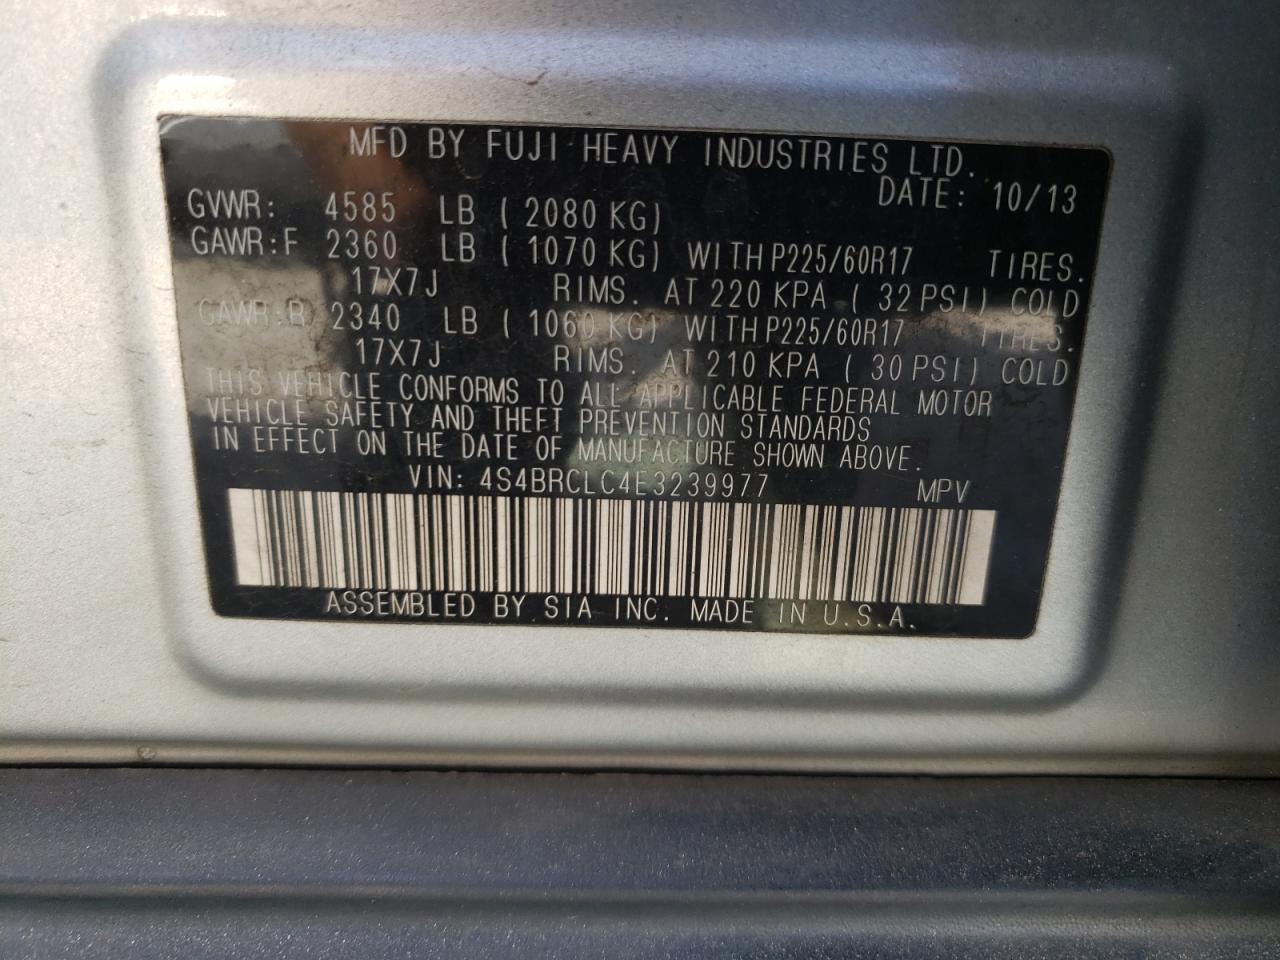 MFD BY FUJI HEAVY INDUSTRIES LTD.
DATE: 10/13
GVWR: 4585 LB (2080 KG)
GAWR:F 2360 LB (1070 KG) WITH P225/60R17 TIRES.
17X7J RIMS. AT 220 KPA (32 PSI) COLD
GAWR:R 2340 LB (1060 KG) WITH P225/60R17 TIRES.
17X7J RIMS. AT 210 KPA (30 PSI) COLD
THIS VEHICLE CONFORMS TO ALL APPLICABLE FEDERAL MOTOR
VEHICLE SAFETY AND THEFT PREVENTION STANDARDS
IN EFFECT ON THE DATE OF MANUFACTURE SHOWN ABOVE.
VIN: 4S4BRCLC4E3239977 MPV
ASSEMBLED BY SIA INC. MADE IN U.S.A.